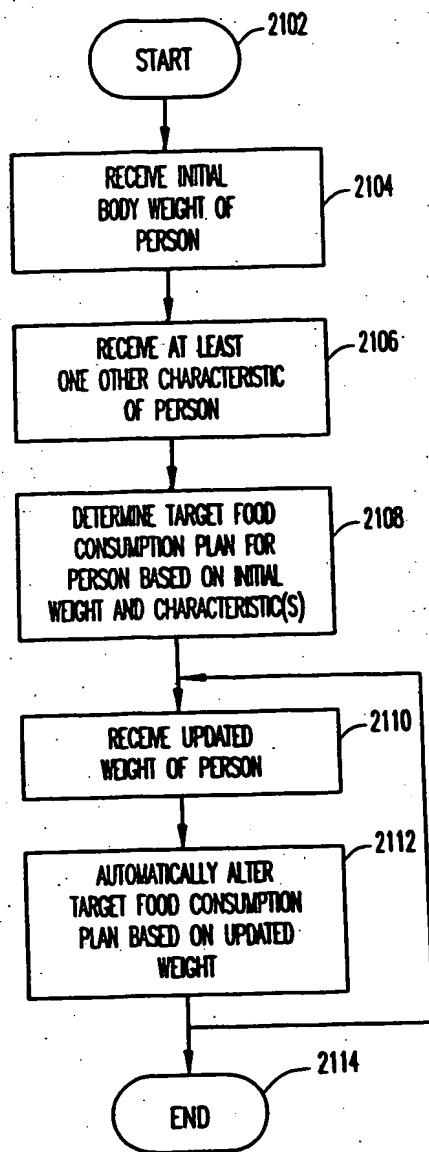 2102
START
RECEIVE INITIAL
BODY WEIGHT OF
PERSON
2104
RECEIVE AT LEAST
ONE OTHER CHARACTERISTIC
OF PERSON
2106
DETERMINE TARGET FOOD
CONSUMPTION PLAN FOR
PERSON BASED ON INITIAL
WEIGHT AND CHARACTERISTIC(S)
2108
RECEIVE UPDATED
WEIGHT OF PERSON
2110
AUTOMATICALLY ALTER
TARGET FOOD CONSUMPTION
PLAN BASED ON UPDATED
WEIGHT
2112
END
2114